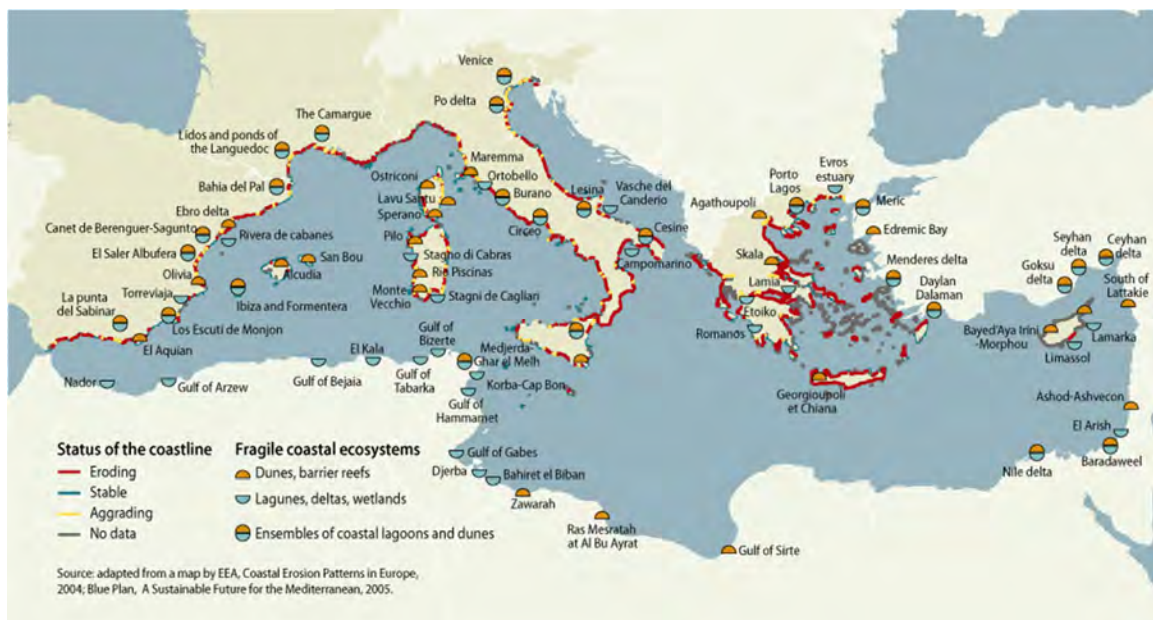 Venice
Po delta
The Camargue
Lidos and ponds of
the Languedoc
Bahia del Pal
Ebro delta
Canet de Berenguer-Sagunto
Rivera de cabanes
El Saler Albufera
San Bou
Olivia
Alcudia
Torreviaja
Ibiza and Formentera
La punta
del Sabinar
Los Escuti de Monjon
El Aquian
Ostriconi
Lavu Santu
Sperano
Pilo
Stagno di Cabras
Rio Piscinas
Monte
Vecchio
Stagni de Caglian
Maremma
Ortobello
Burano
Circeo
Lesina
Vasche del
Canderio
Cesine
Campomarino
Agathoupoli
Porto
Lagos
Evros
estuary
Meric
Edremic Bay
Skala
Lamia
Etoiko
Romanos
Menderes delta
Daylan
Dalaman
Georgioupoli
et Chiana
Seyhan
delta
Ceyhan
delta
Goksu
delta
South of
Lattakie
Bayed'Aya Irini
-Morphou
Lamarka
Limassol
Ashod-Ashvecon
El Arish
Baradaweel
Nile delta
Nador
Gulf of Arzew
Gulf of Bejaia
El Kala
Gulf of
Tabarka
Gulf of
Bizerte
Medjerda-
Ghar el Melh
Korba-Cap Bon
Gulf of
Hammamet
Gulf of Gabes
Djerba
Bahiret el Biban
Zawarah
Ras Mesratah
at Al Bu Ayrat
Gulf of Sirte
Status of the coastline
Eroding
Stable
Aggrading
No data
Fragile coastal ecosystems
Dunes, barrier reefs
Lagunes, deltas, wetlands
Ensembles of coastal lagoons and dunes
Source: adapted from a map by EEA, Coastal Erosion Patterns in Europe,
2004; Blue Plan, A Sustainable Future for the Mediterranean, 2005.